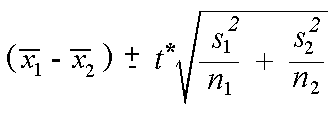 (x̅₁ - x̅₂) ± t*√(s₁²/n₁ + s₂²/n₂)